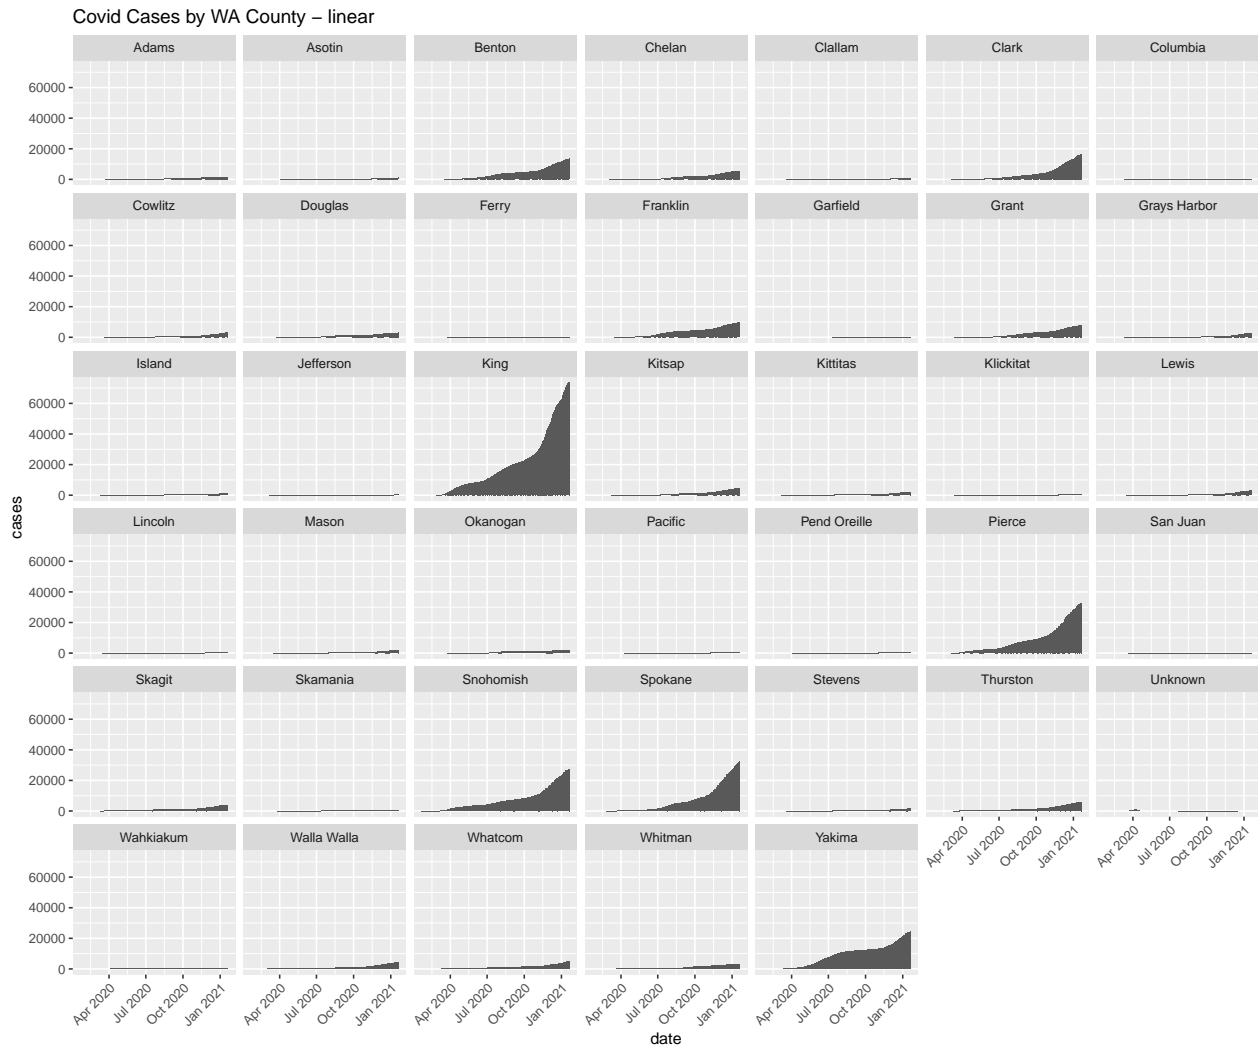 Covid Cases by WA County – linear
Adams Asotin Benton Chelan Clallam Clark Columbia
60000
40000
20000
0
Cowlitz Douglas Ferry Franklin Garfield Grant Grays Harbor
60000
40000
20000
0
Island Jefferson King Kitsap Kittitas Klickitat Lewis
60000
40000
20000
0
cases
Lincoln Mason Okanogan Pacific Pend Oreille Pierce San Juan
60000
40000
20000
0
Skagit Skamania Snohomish Spokane Stevens Thurston Unknown
60000
40000
20000
0
Apr 2020 Jul 2020 Oct 2020 Jan 2021 Apr 2020 Jul 2020 Oct 2020 Jan 2021
Wahkiakum Walla Walla Whatcom Whitman Yakima
60000
40000
20000
0
Apr 2020 Jul 2020 Oct 2020 Jan 2021 Apr 2020 Jul 2020 Oct 2020 Jan 2021 Apr 2020 Jul 2020 Oct 2020 Jan 2021 Apr 2020 Jul 2020 Oct 2020 Jan 2021 Apr 2020 Jul 2020 Oct 2020 Jan 2021
date